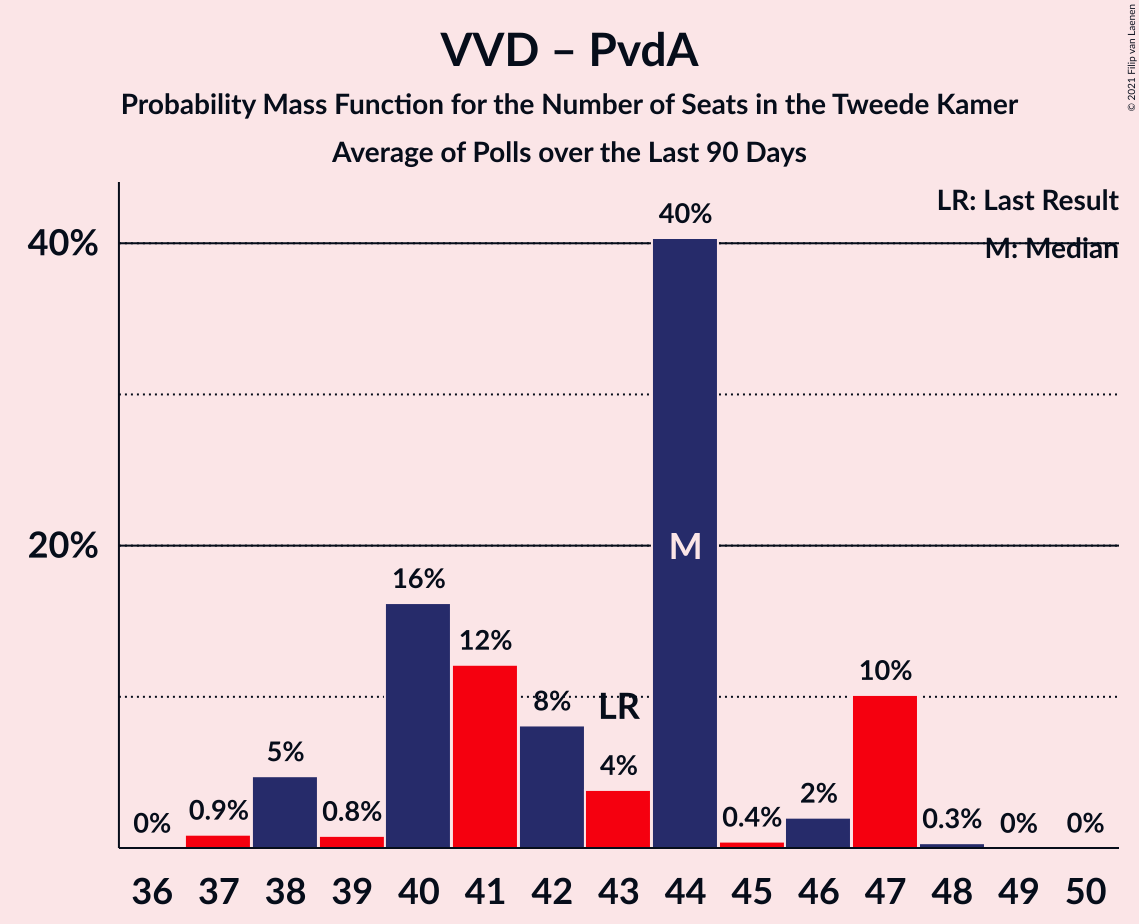 VVD – PvdA
Probability Mass Function for the Number of Seats in the Tweede Kamer
Average of Polls over the Last 90 Days
© 2021 Filip van Laenen
LR: Last Result
M: Median
40%
20%
0%
0.9%
5%
0.8%
16%
12%
8%
LR
4%
40%
M
0.4%
2%
10%
0.3%
0%
0%
36 37 38 39 40 41 42 43 44 45 46 47 48 49 50